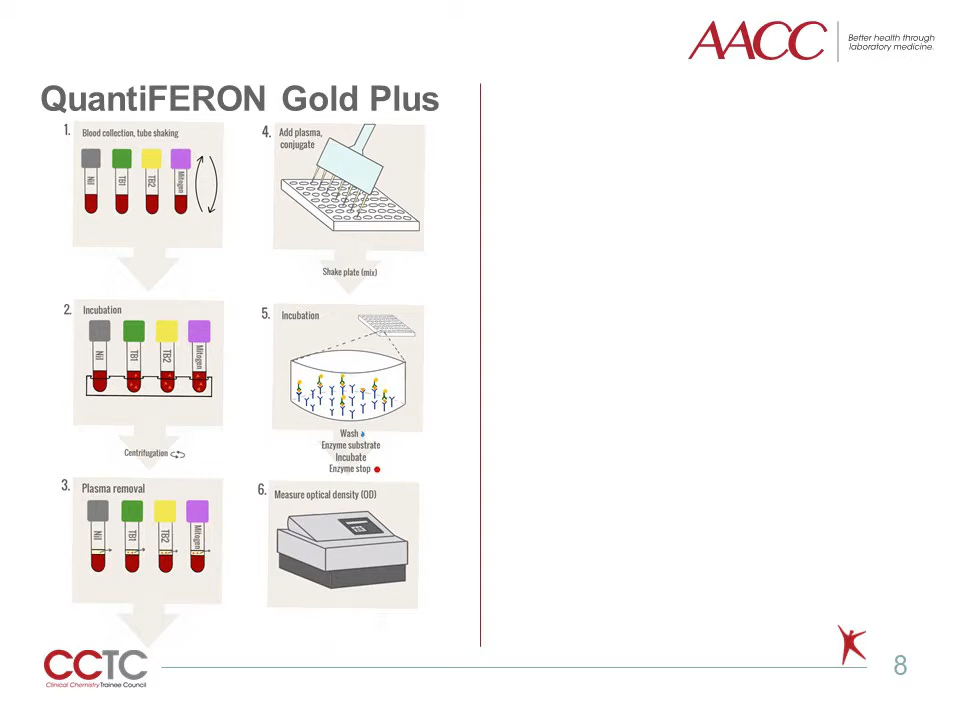 AACC
Better health through
laboratory medicine.
QuantiFERON Gold Plus
1.
Blood collection, tube shaking
Nil
TB1
TB2
Mitogen
2.
Incubation
Nil
TB1
TB2
Mitogen
Centrifugation
3.
Plasma removal
Nil
TB1
TB2
Mitogen
4.
Add plasma,
conjugate
Shake plate (mix)
5.
Incubation
Wash
Enzyme substrate
Incubate
Enzyme stop
6.
Measure optical density (OD)
CCTC
Clinical Chemistry Trainee Council
8